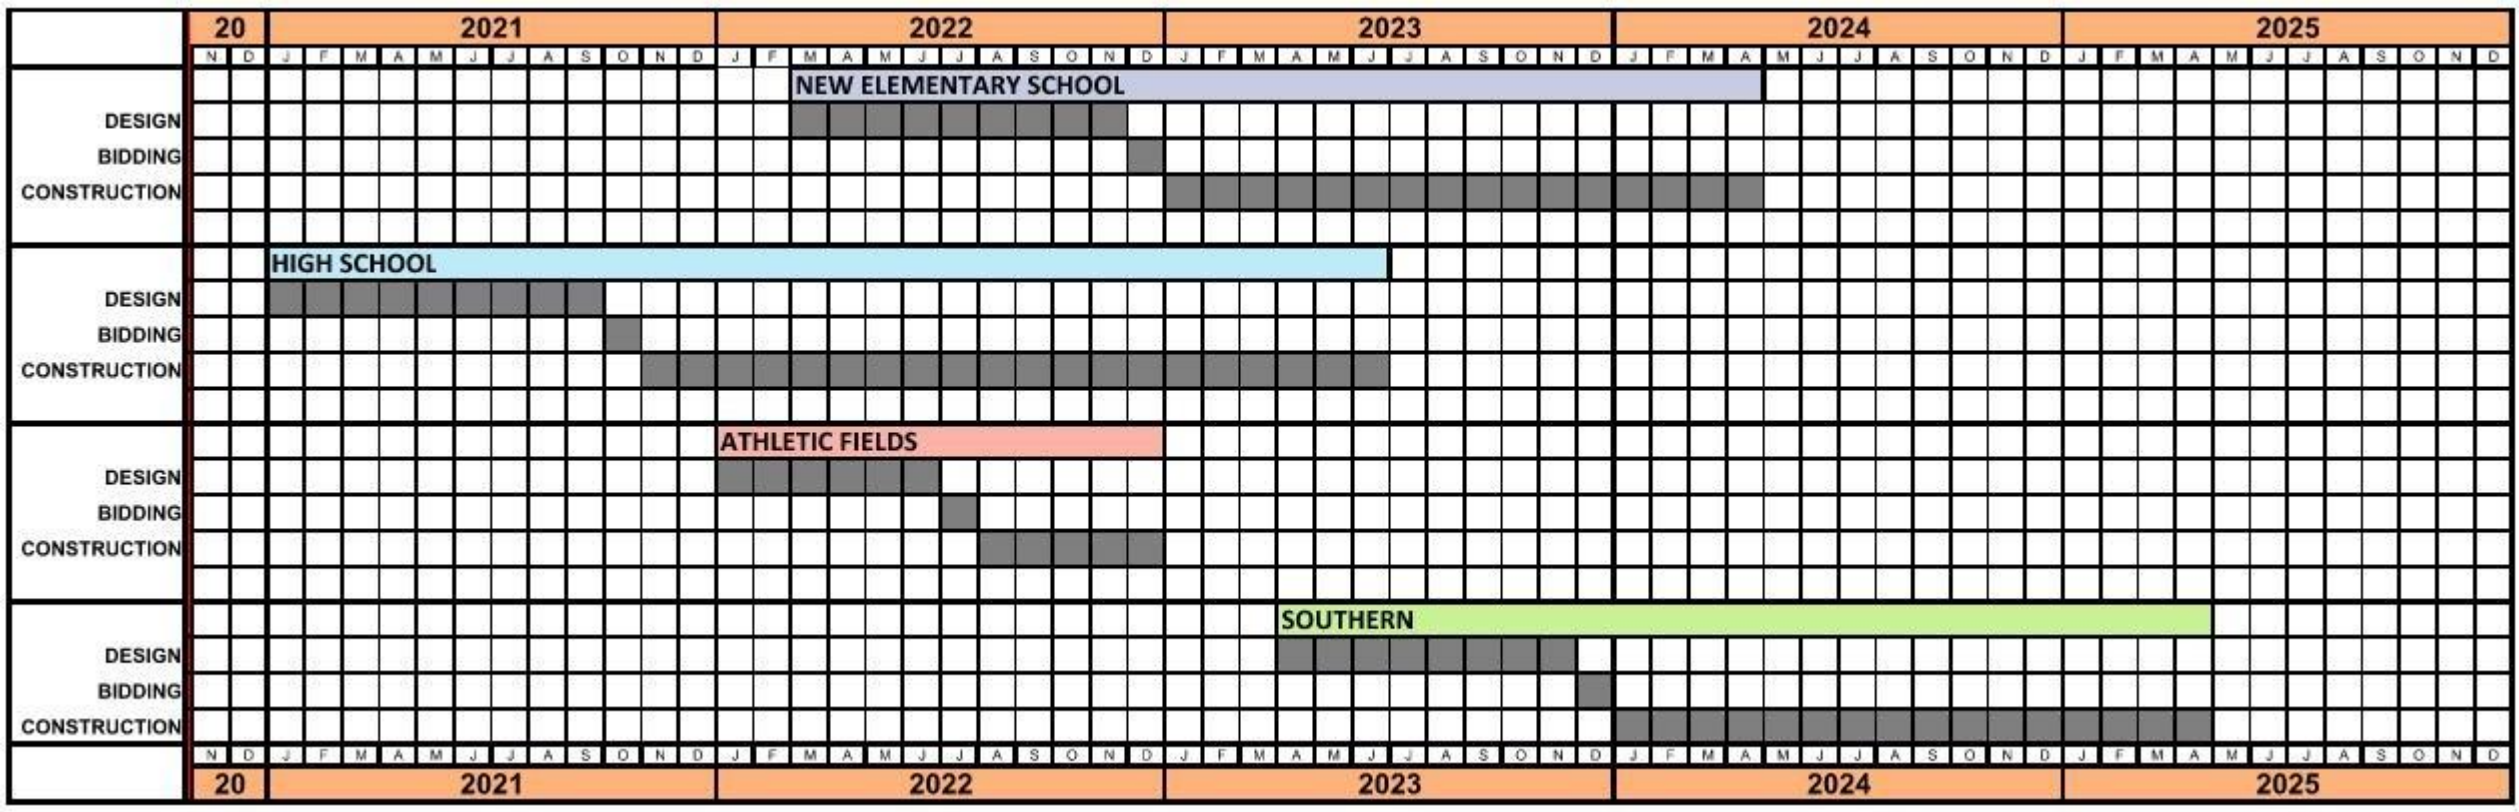 20 2021 2022 2023 2024 2025
N D J F M A M J J A S O N D J F M A M J J A S O N D J F M A M J J A S O N D J F M A M J J A S O N D J F M A M J J A S O N D
NEW ELEMENTARY SCHOOL
DESIGN
BIDDING
CONSTRUCTION
HIGH SCHOOL
DESIGN
BIDDING
CONSTRUCTION
ATHLETIC FIELDS
DESIGN
BIDDING
CONSTRUCTION
SOUTHERN
DESIGN
BIDDING
CONSTRUCTION
N D J F M A M J J A S O N D J F M A M J J A S O N D J F M A M J J A S O N D J F M A M J J A S O N D J F M A M J J A S O N D
20 2021 2022 2023 2024 2025